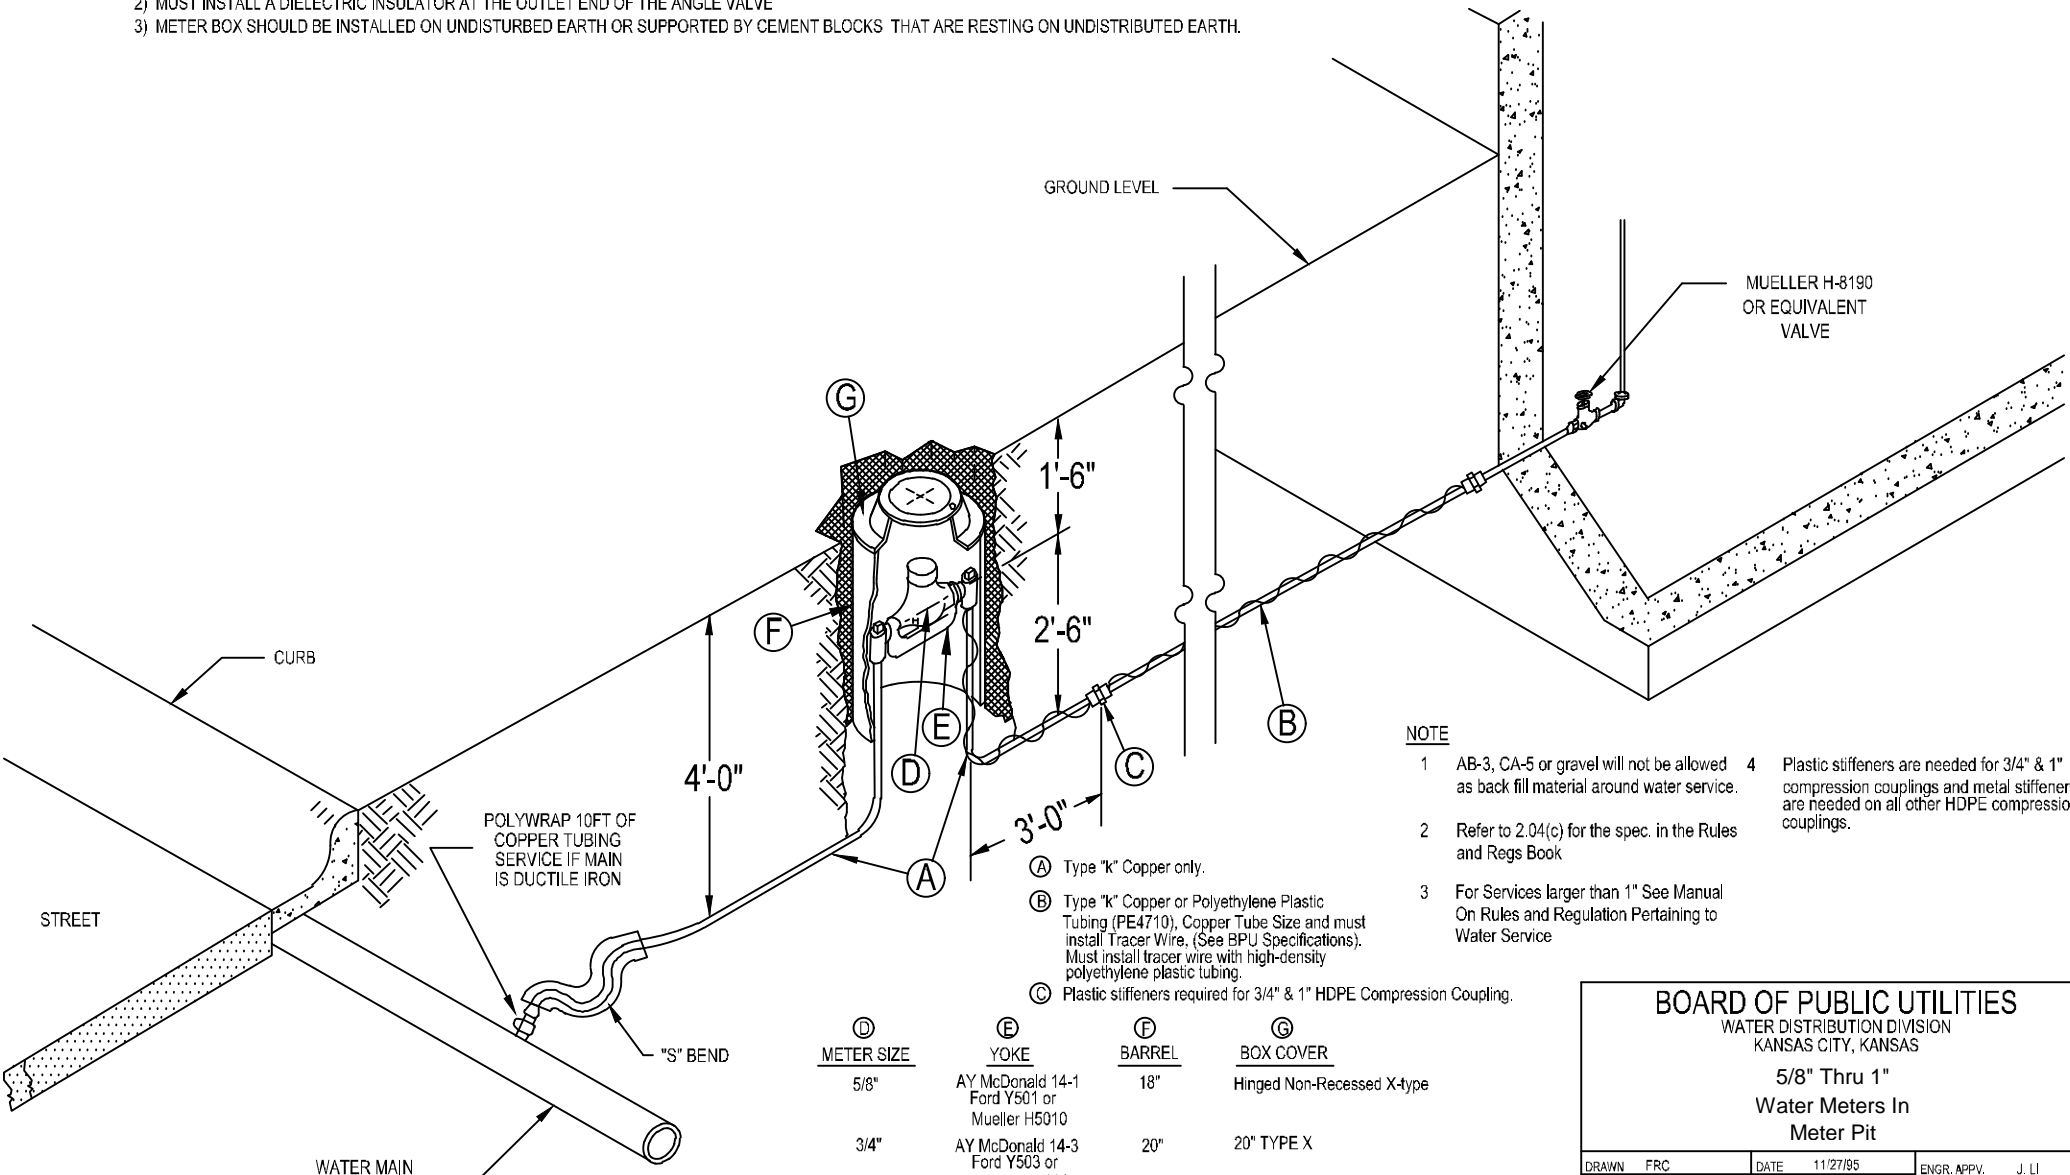 2) MUST INSTALL A DIELECTRIC INSULATOR AT THE OUTLET END OF THE ANGLE VALVE
3) METER BOX SHOULD BE INSTALLED ON UNDISTURBED EARTH OR SUPPORTED BY CEMENT BLOCKS THAT ARE RESTING ON UNDISTRIBUTED EARTH.
GROUND LEVEL
MUELLER H-8190
OR EQUIVALENT
VALVE
G
1'-6"
F
2'-6"
CURB
E
B
D
C
4'-0"
3'-0"
POLYWRAP 10FT OF
COPPER TUBING
SERVICE IF MAIN
IS DUCTILE IRON
A
STREET
"S" BEND
WATER MAIN
NOTE
1 AB-3, CA-5 or gravel will not be allowed
as back fill material around water service.
2 Refer to 2.04(c) for the spec. in the Rules
and Regs Book
3 For Services larger than 1" See Manual
On Rules and Regulation Pertaining to
Water Service
4 Plastic stiffeners are needed for 3/4" & 1"
compression couplings and metal stiffener
are needed on all other HDPE compressio
couplings.
A Type "k" Copper only.
B Type "k" Copper or Polyethylene Plastic
Tubing (PE4710), Copper Tube Size and must
install Tracer Wire, (See BPU Specifications).
Must install tracer wire with high-density
polyethylene plastic tubing.
C Plastic stiffeners required for 3/4" & 1" HDPE Compression Coupling.
D E F G
METER SIZE YOKE BARREL BOX COVER
5/8" AY McDonald 14-1 18" Hinged Non-Recessed X-type
Ford Y501 or
Mueller H5010
3/4" AY McDonald 14-3 20" 20" TYPE X
Ford Y503 or
BOARD OF PUBLIC UTILITIES
WATER DISTRIBUTION DIVISION
KANSAS CITY, KANSAS
5/8" Thru 1"
Water Meters In
Meter Pit
DRAWN FRC DATE 11/27/95 ENGR. APPV. J. LI